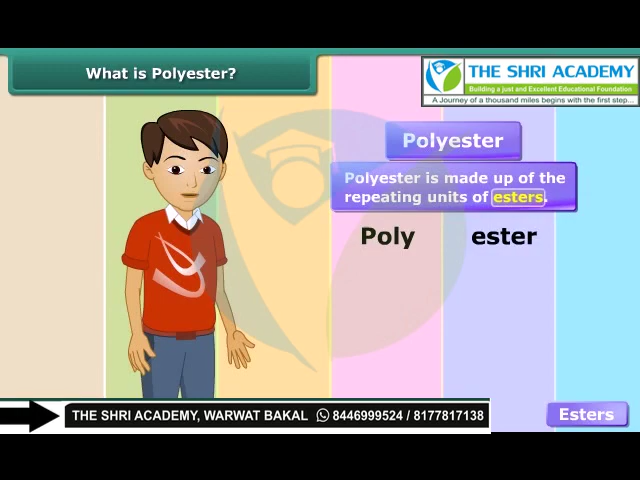 What is Polyester?
THE SHRI ACADEMY
Building a just and Excellent Educational Foundation
A Journey of a thousand miles begins with the first step...
Polyester
Polyester is made up of the
repeating units of esters.
Poly ester
THE SHRI ACADEMY, WARWAT BAKAL 8446999524 / 8177817138
Esters